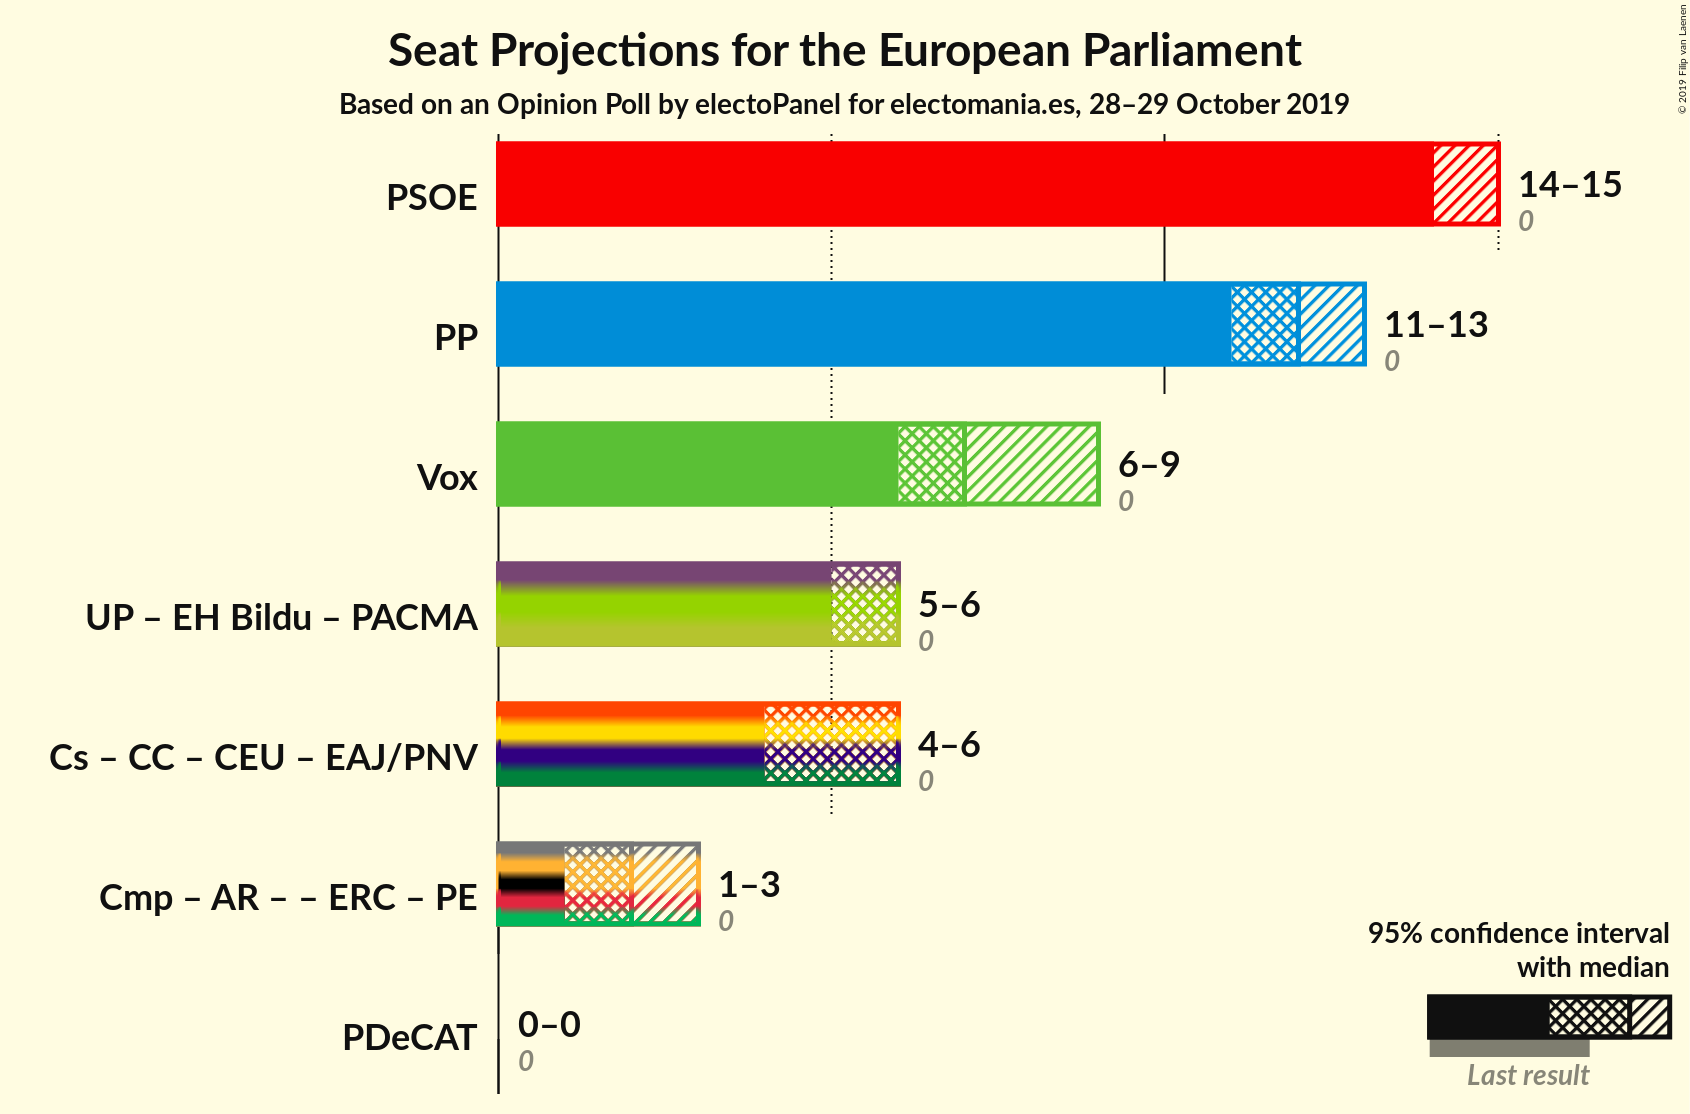 Seat Projections for the European Parliament
Based on an Opinion Poll by electoPanel for electomania.es, 28–29 October 2019
© 2019 Filip van Laenen
PSOE
14–15
0
PP
11–13
0
Vox
6–9
0
UP – EH Bildu – PACMA
5–6
0
Cs – CC – CEU – EAJ/PNV
4–6
0
Cmp – AR – – ERC – PE
1–3
0
PDeCAT
0–0
0
95% confidence interval
with median
Last result